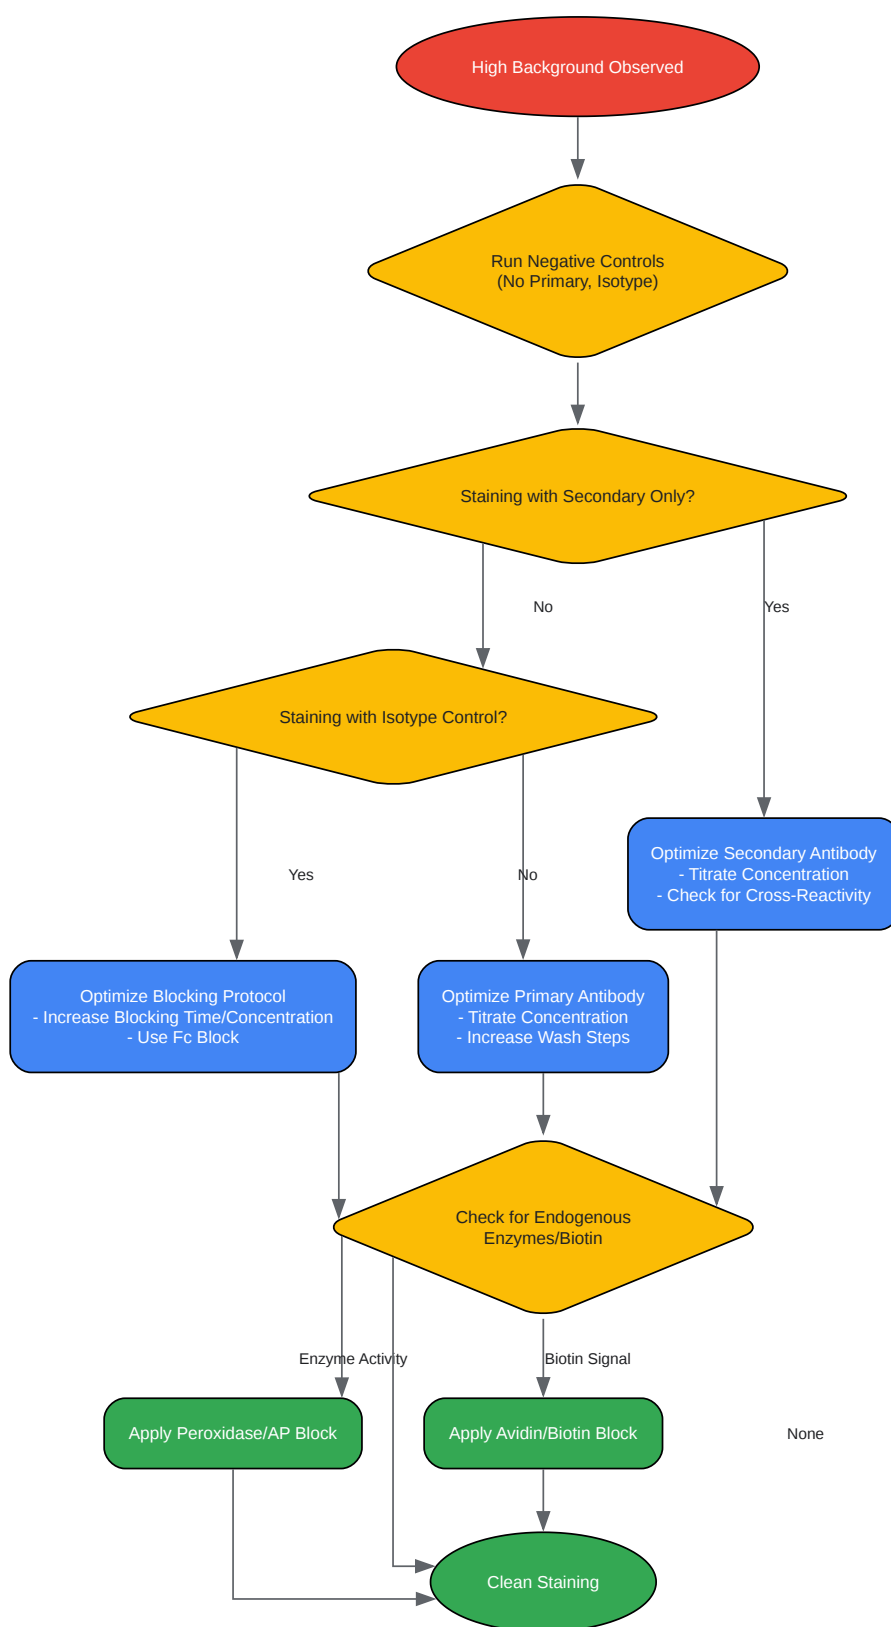 High Background Observed
Run Negative Controls
(No Primary, Isotype)
Staining with Secondary Only?
No
Yes
Staining with Isotype Control?
Optimize Secondary Antibody
- Titrate Concentration
- Check for Cross-Reactivity
Yes
No
Optimize Blocking Protocol
- Increase Blocking Time/Concentration
- Use Fc Block
Optimize Primary Antibody
- Titrate Concentration
- Increase Wash Steps
Check for Endogenous
Enzymes/Biotin
Enzyme Activity
Biotin Signal
Apply Peroxidase/AP Block
Apply Avidin/Biotin Block
None
Clean Staining